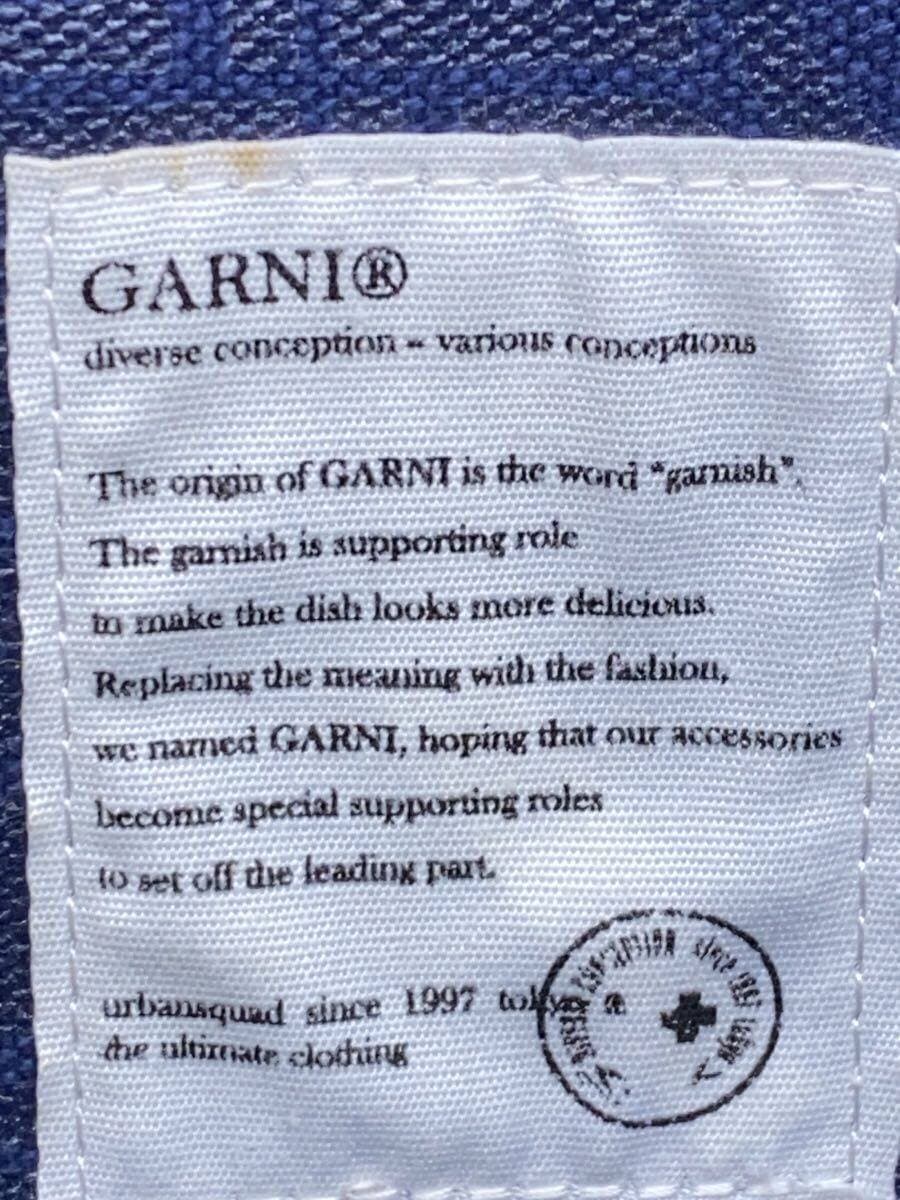 GARNI®
diverse conception - various conceptions
The origin of GARNI is the word "garnish".
The garnish is supporting role
to make the dish looks more delicious.
Replacing the meaning with the fashion,
we named GARNI, hoping that our accessories
become special supporting roles
to set off the leading part.
urbansquad since 1997 tokyo
the ultimate clothing
since 1997